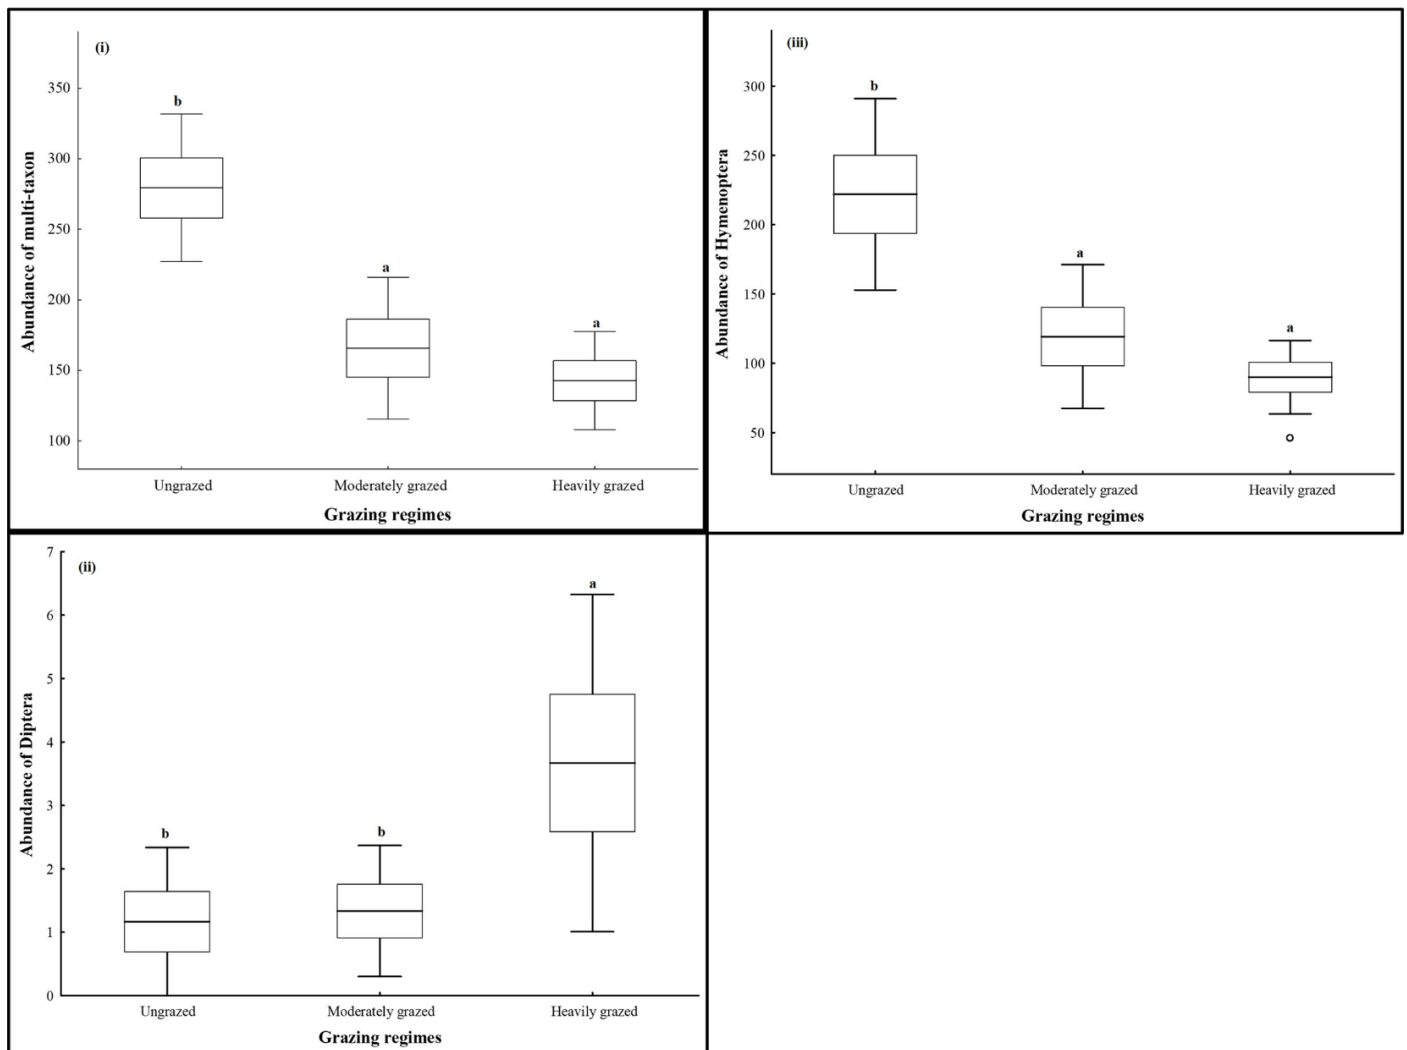 (i)
Abundance of multi-taxon
350
300
250
200
150
100
b
a
a
Ungrazed Moderately grazed Heavily grazed
Grazing regimes
(iii)
Abundance of Hymenoptera
300
250
200
150
100
50
b
a
a
Ungrazed Moderately grazed Heavily grazed
Grazing regimes
(ii)
Abundance of Diptera
7
6
5
4
3
2
1
0
b
b
a
Ungrazed Moderately grazed Heavily grazed
Grazing regimes